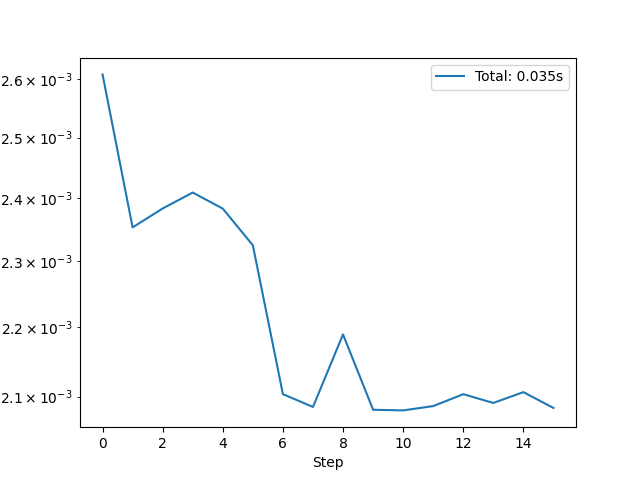 Total: 0.035s
2.6 × 10⁻³
2.5 × 10⁻³
2.4 × 10⁻³
2.3 × 10⁻³
2.2 × 10⁻³
2.1 × 10⁻³
0 2 4 6 8 10 12 14
Step